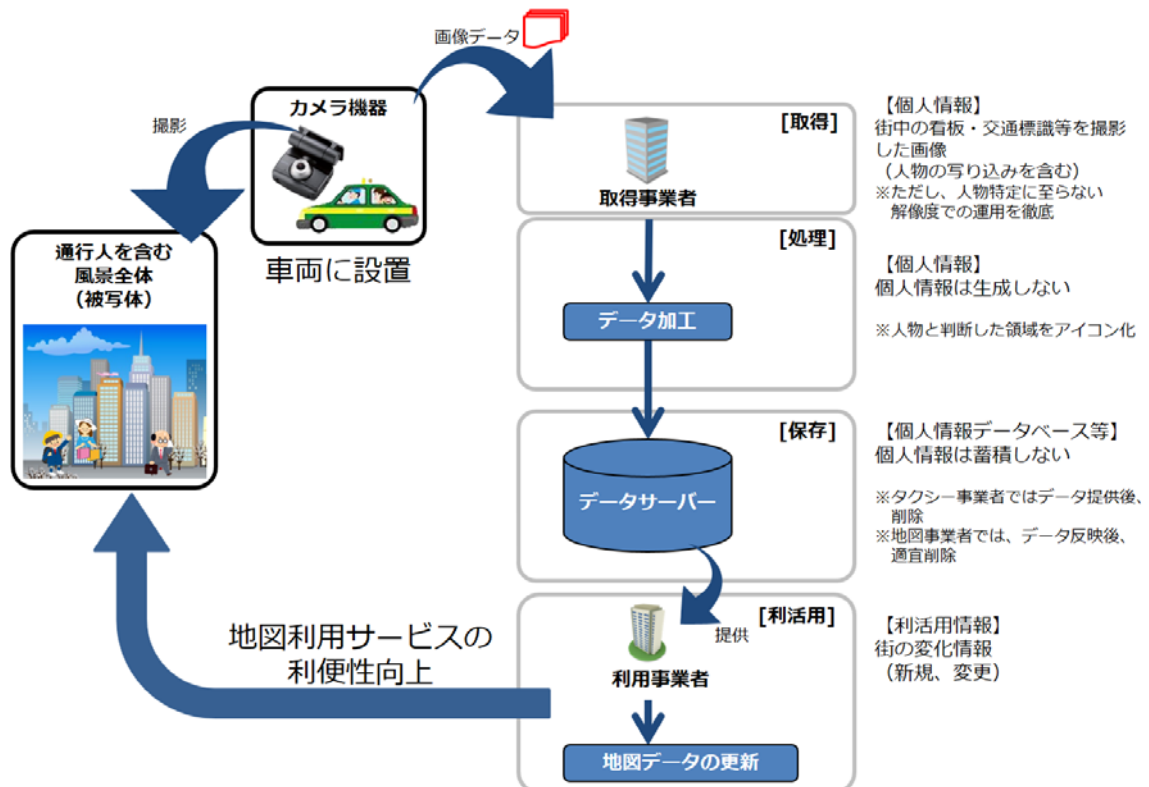 画像データ
カメラ機器
撮影
車両に設置
通行人を含む
風景全体
（被写体）
[取得]
取得事業者
【個人情報】
街中の看板・交通標識等を撮影
した画像
（人物の写り込みを含む）
※ただし、人物特定に至らない
解像度での運用を徹底
[処理]
データ加工
【個人情報】
個人情報は生成しない
※人物と判断した領域をアイコン化
[保存]
データサーバー
【個人情報データベース等】
個人情報は蓄積しない
※タクシー事業者ではデータ提供後、
削除
※地図事業者では、データ反映後、
適宜削除
[利活用]
提供
利用事業者
地図データの更新
【利活用情報】
街の変化情報
（新規、変更）
地図利用サービスの
利便性向上